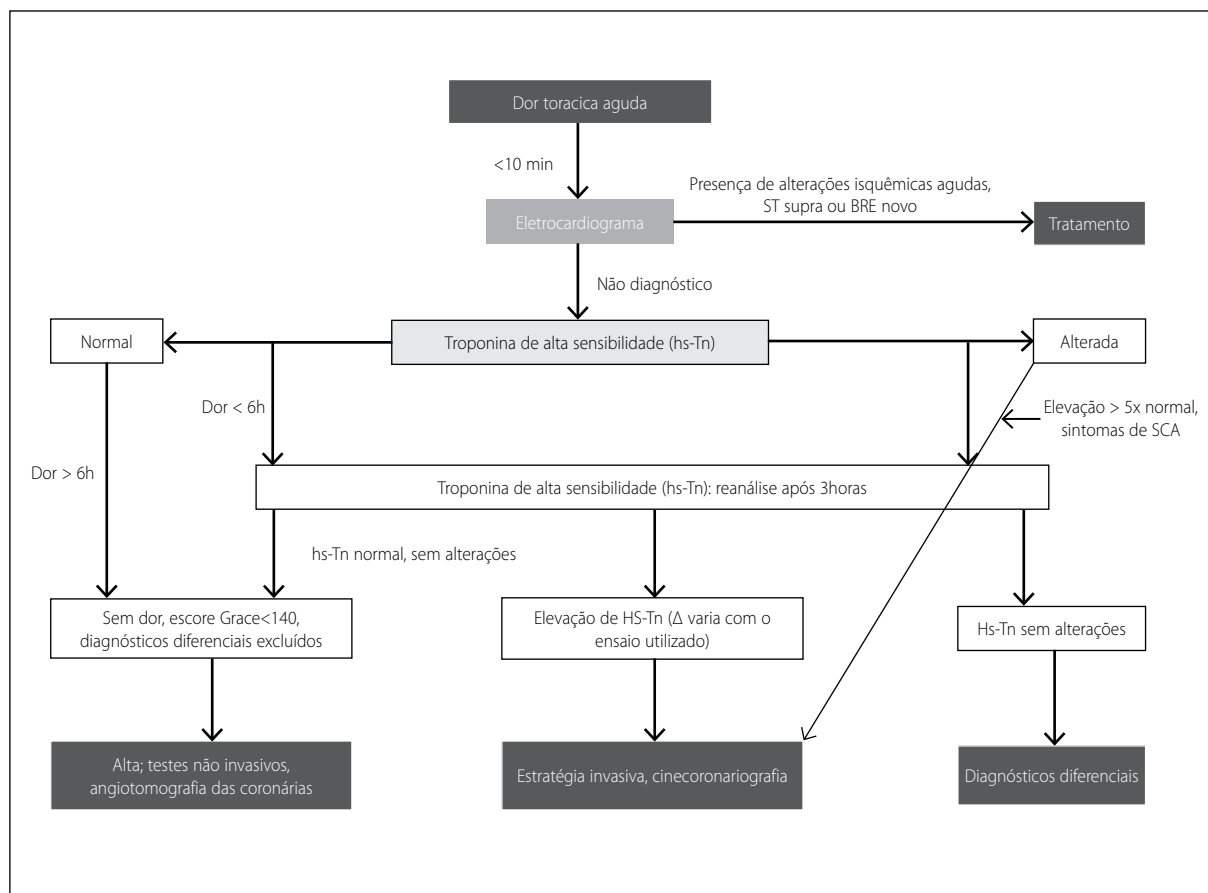 Dor toracica aguda
<10 min
Presença de alterações isquêmicas agudas,
ST supra ou BRE novo
Eletrocardiograma
Tratamento
Não diagnóstico
Normal
Troponina de alta sensibilidade (hs-Tn)
Alterada
Dor < 6h
Elevação > 5x normal,
sintomas de SCA
Dor > 6h
Troponina de alta sensibilidade (hs-Tn): reanálise após 3horas
hs-Tn normal, sem alterações
Sem dor, escore Grace<140,
diagnósticos diferenciais excluídos
Elevação de HS-Tn (Δ varia com o
ensaio utilizado)
Hs-Tn sem alterações
Alta; testes não invasivos,
angiotomografia das coronárias
Estratégia invasiva, cinecoronariografia
Diagnósticos diferenciais